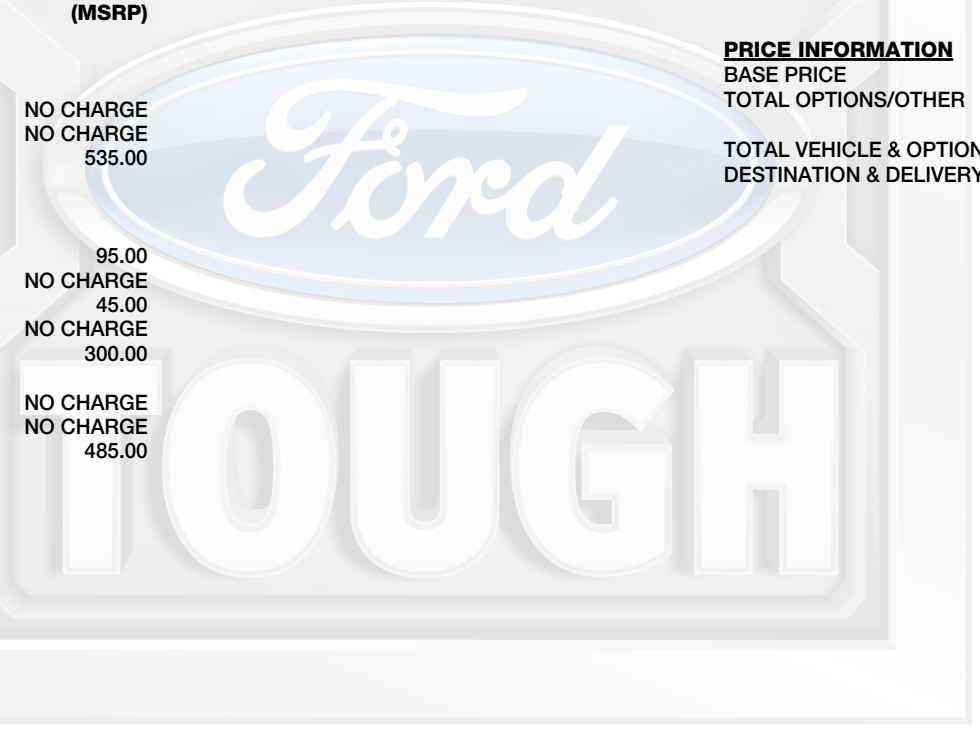 (MSRP)
NO CHARGE
NO CHARGE
535.00
95.00
NO CHARGE
45.00
NO CHARGE
300.00
NO CHARGE
NO CHARGE
485.00
PRICE INFORMATION
BASE PRICE
TOTAL OPTIONS/OTHER
TOTAL VEHICLE & OPTION
DESTINATION & DELIVERY
Ford
TOUGH